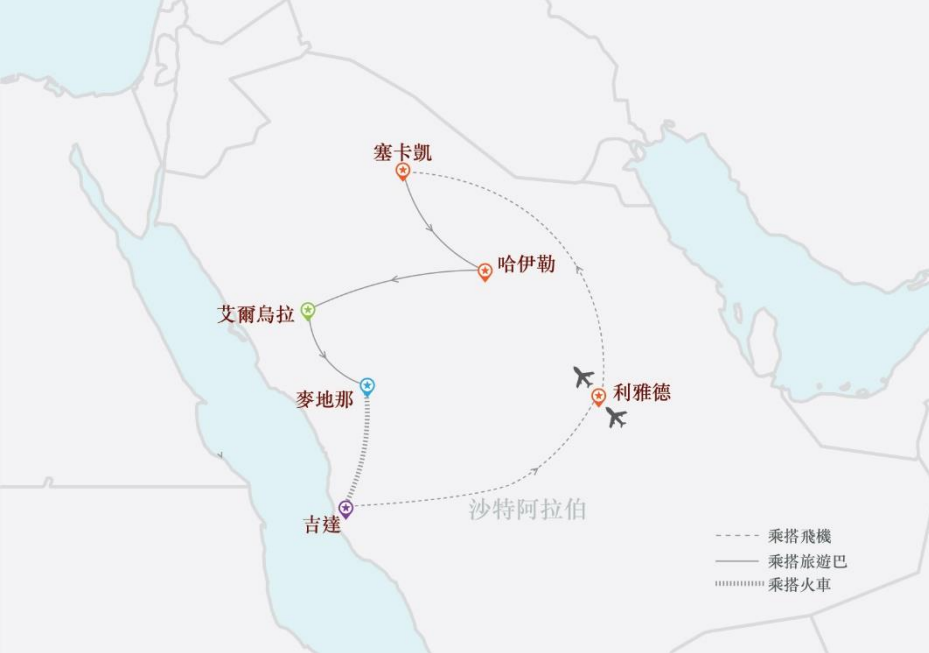 塞卡凱
哈伊勒
艾爾烏拉
麥地那
利雅德
沙特阿拉伯
吉達
乘搭飛機
乘搭旅遊巴
乘搭火車